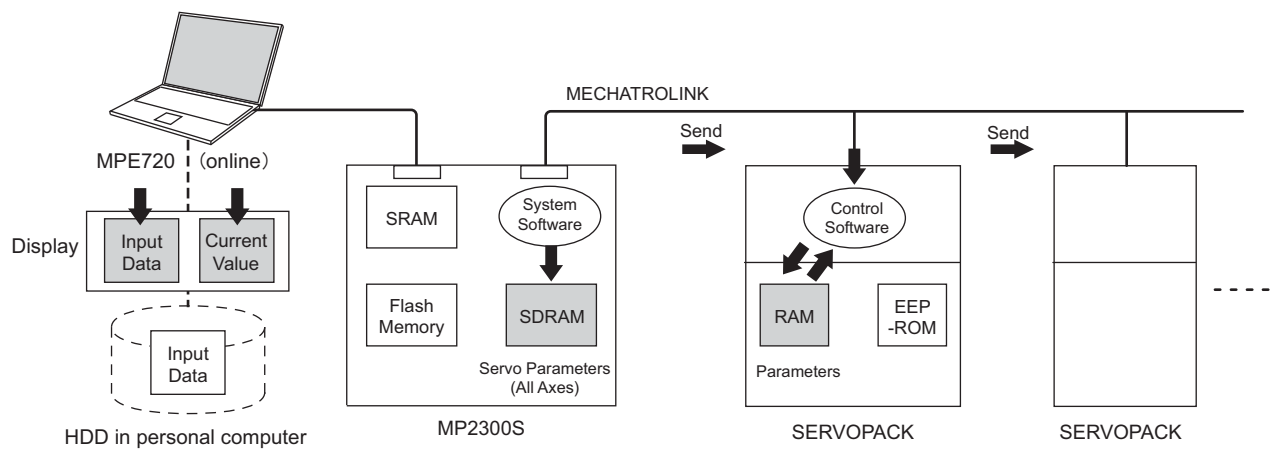 MECHATROLINK
Send
Send
MPE720 （online）
Display
Input
Data
Current
Value
Input
Data
HDD in personal computer
SRAM
System
Software
Flash
Memory
SDRAM
Servo Parameters
(All Axes)
MP2300S
Control
Software
RAM
EEP
-ROM
Parameters
SERVOPACK
SERVOPACK